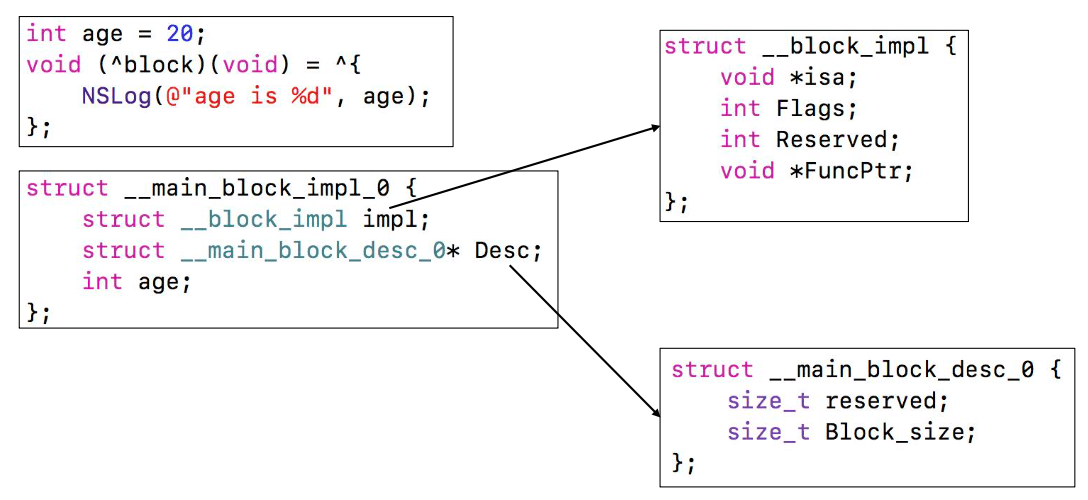 int age = 20;
void (^block)(void) = ^{
    NSLog(@"age is %d", age);
};
struct __main_block_impl_0 {
    struct __block_impl impl;
    struct __main_block_desc_0* Desc;
    int age;
};
struct __block_impl {
    void *isa;
    int Flags;
    int Reserved;
    void *FuncPtr;
};
struct __main_block_desc_0 {
    size_t reserved;
    size_t Block_size;
};